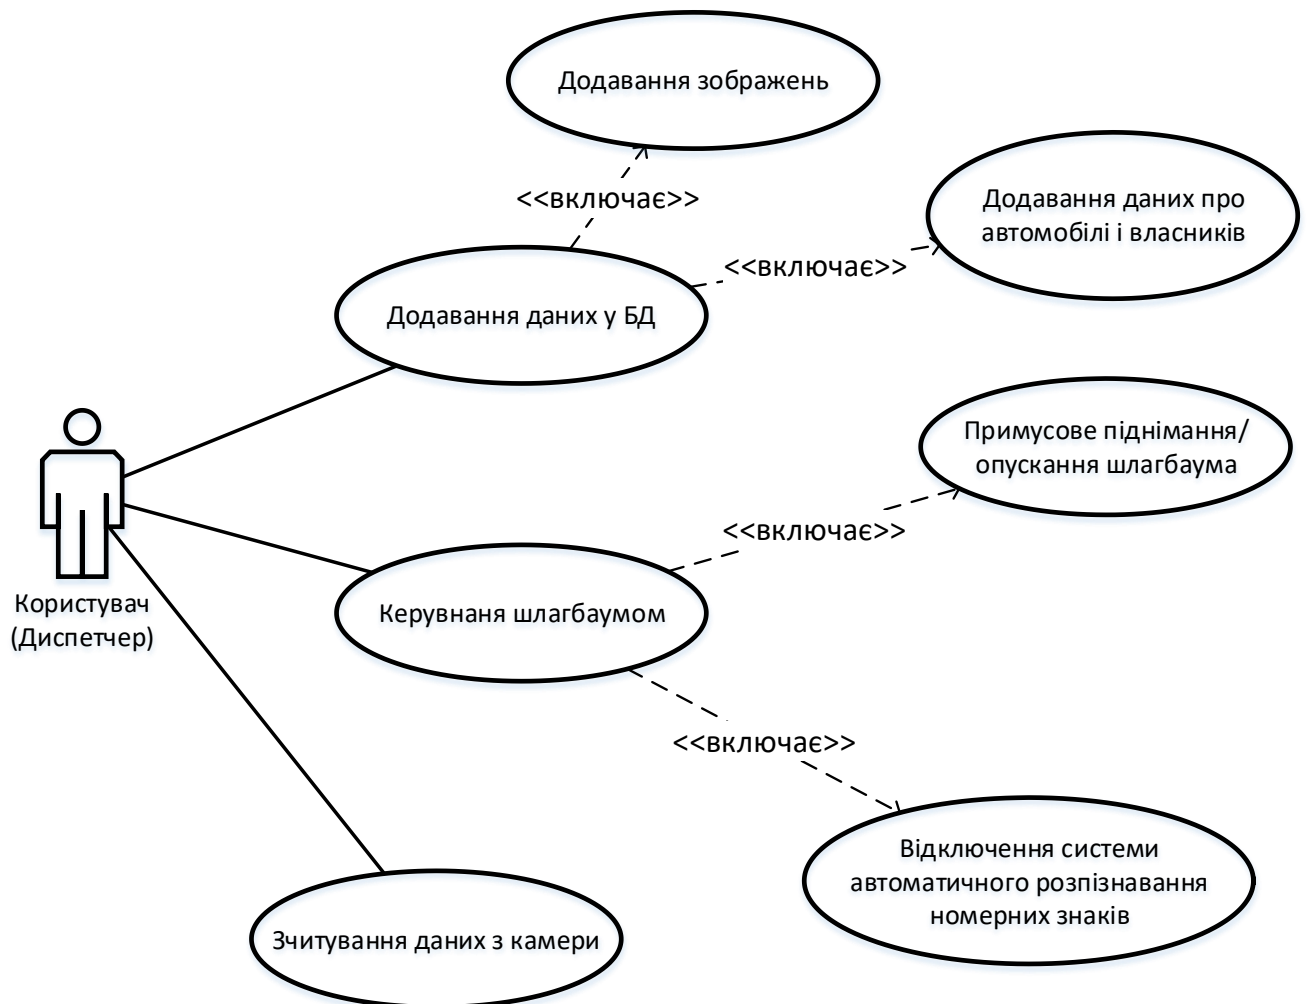 Додавання зображень
<<включає>>
Додавання даних про
автомобілі і власників
<<включає>>
Додавання даних у БД
Примусове піднімання/
опускання шлагбаума
<<включає>>
Користувач
(Диспетчер)
Керувнаня шлагбаумом
<<включає>>
Відключення системи
автоматичного розпізнавання
номерних знаків
Зчитування даних з камери